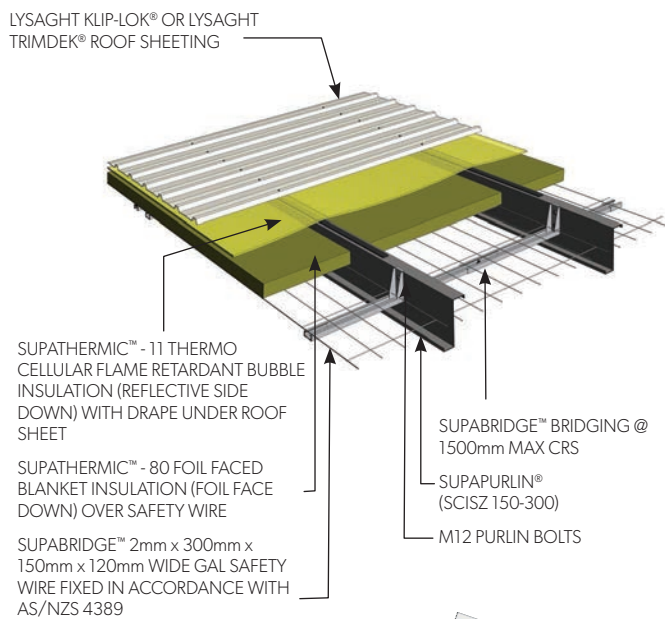 LYSAGHT KLIP-LOK® OR LYSAGHT
TRIMDEK® ROOF SHEETING
SUPATHERMIC™ - 11 THERMO
CELLULAR FLAME RETARDANT BUBBLE
INSULATION (REFLECTIVE SIDE
DOWN) WITH DRAPE UNDER ROOF
SHEET
SUPATHERMIC™ - 80 FOIL FACED
BLANKET INSULATION (FOIL FACE
DOWN) OVER SAFETY WIRE
SUPABRIDGE™ 2mm x 300mm x
150mm x 120mm WIDE GAL SAFETY
WIRE FIXED IN ACCORDANCE WITH
AS/NZS 4389
SUPABRIDGE™ BRIDGING @
1500mm MAX CRS
SUPAPURLIN®
(SCISZ 150-300)
M12 PURLIN BOLTS